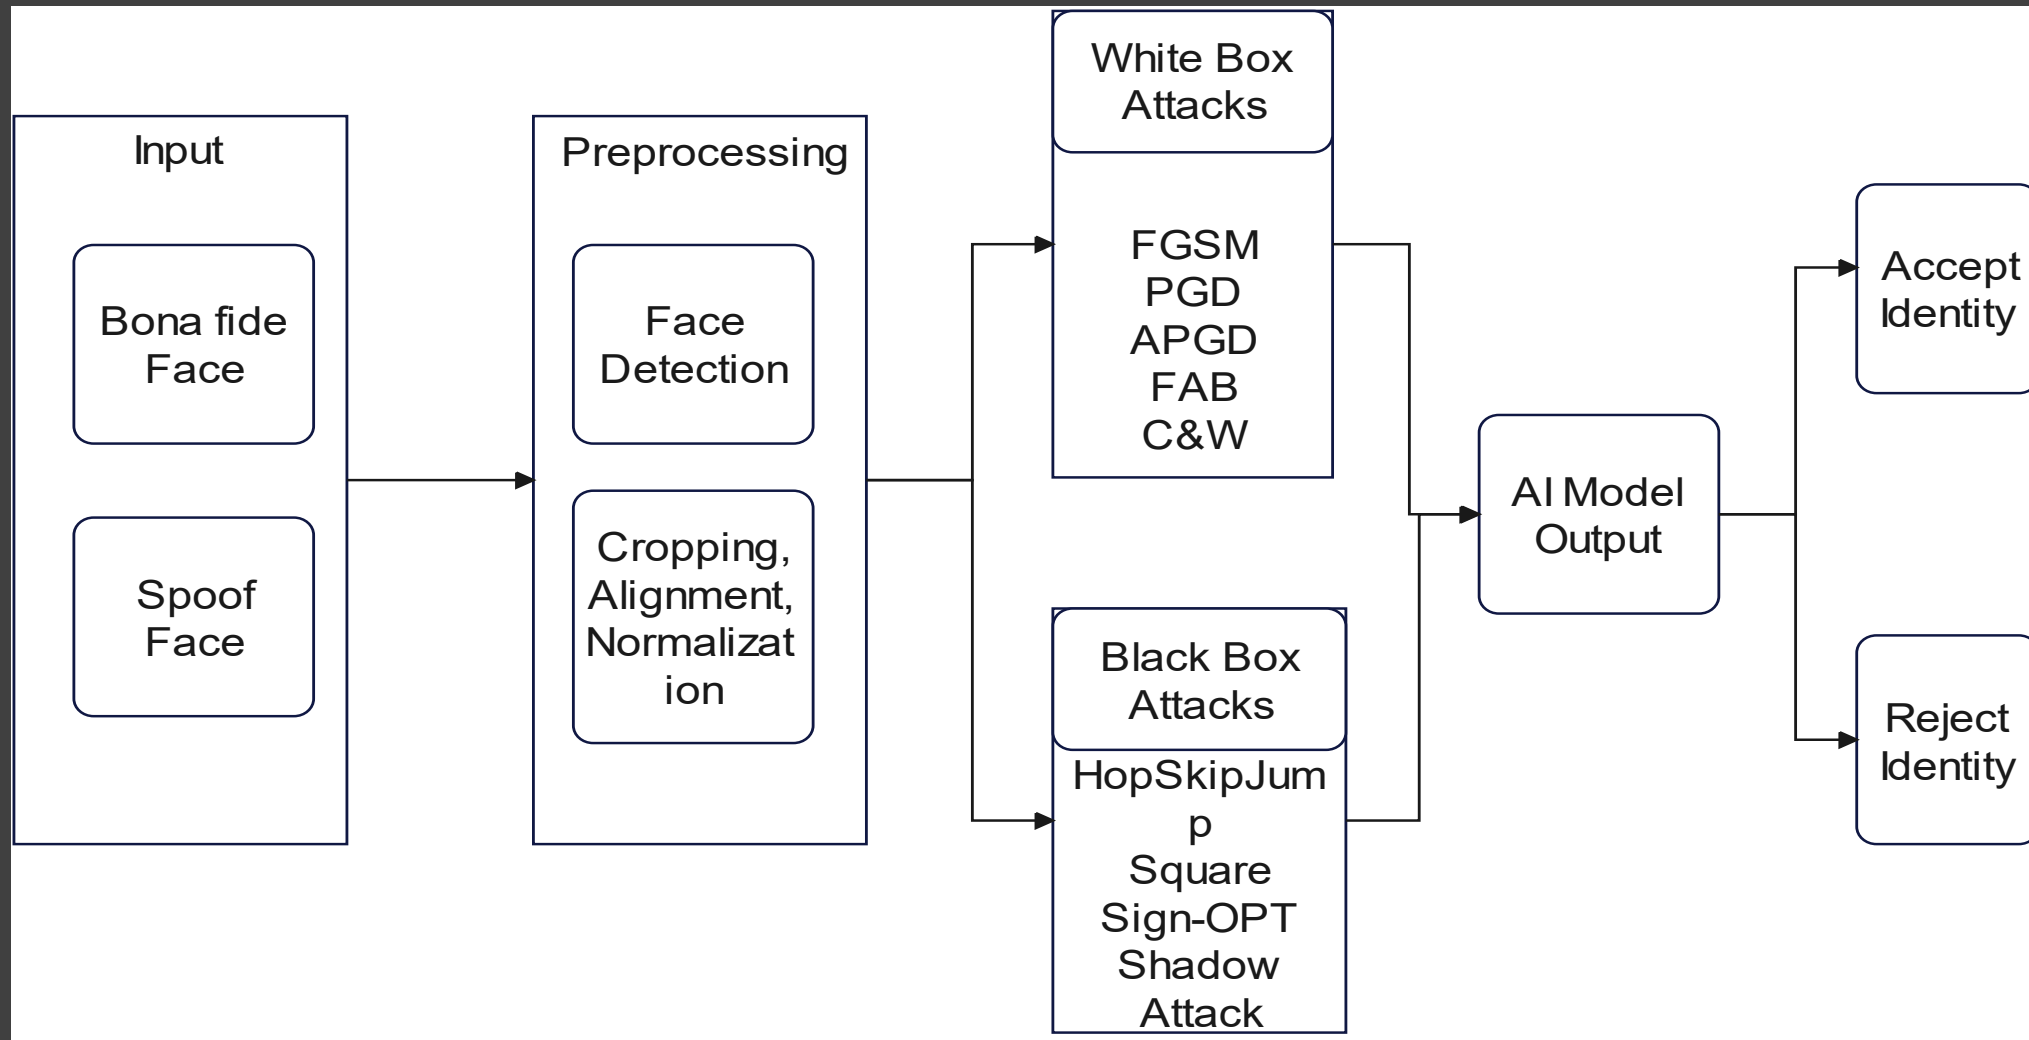 Input
Bona fide
Face
Spoof
Face
Preprocessing
Face
Detection
Cropping,
Alignment,
Normalizat
ion
White Box
Attacks
FGSM
PGD
APGD
FAB
C&W
Black Box
Attacks
HopSkipJum
p
Square
Sign-OPT
Shadow
Attack
AI Model
Output
Accept
Identity
Reject
Identity